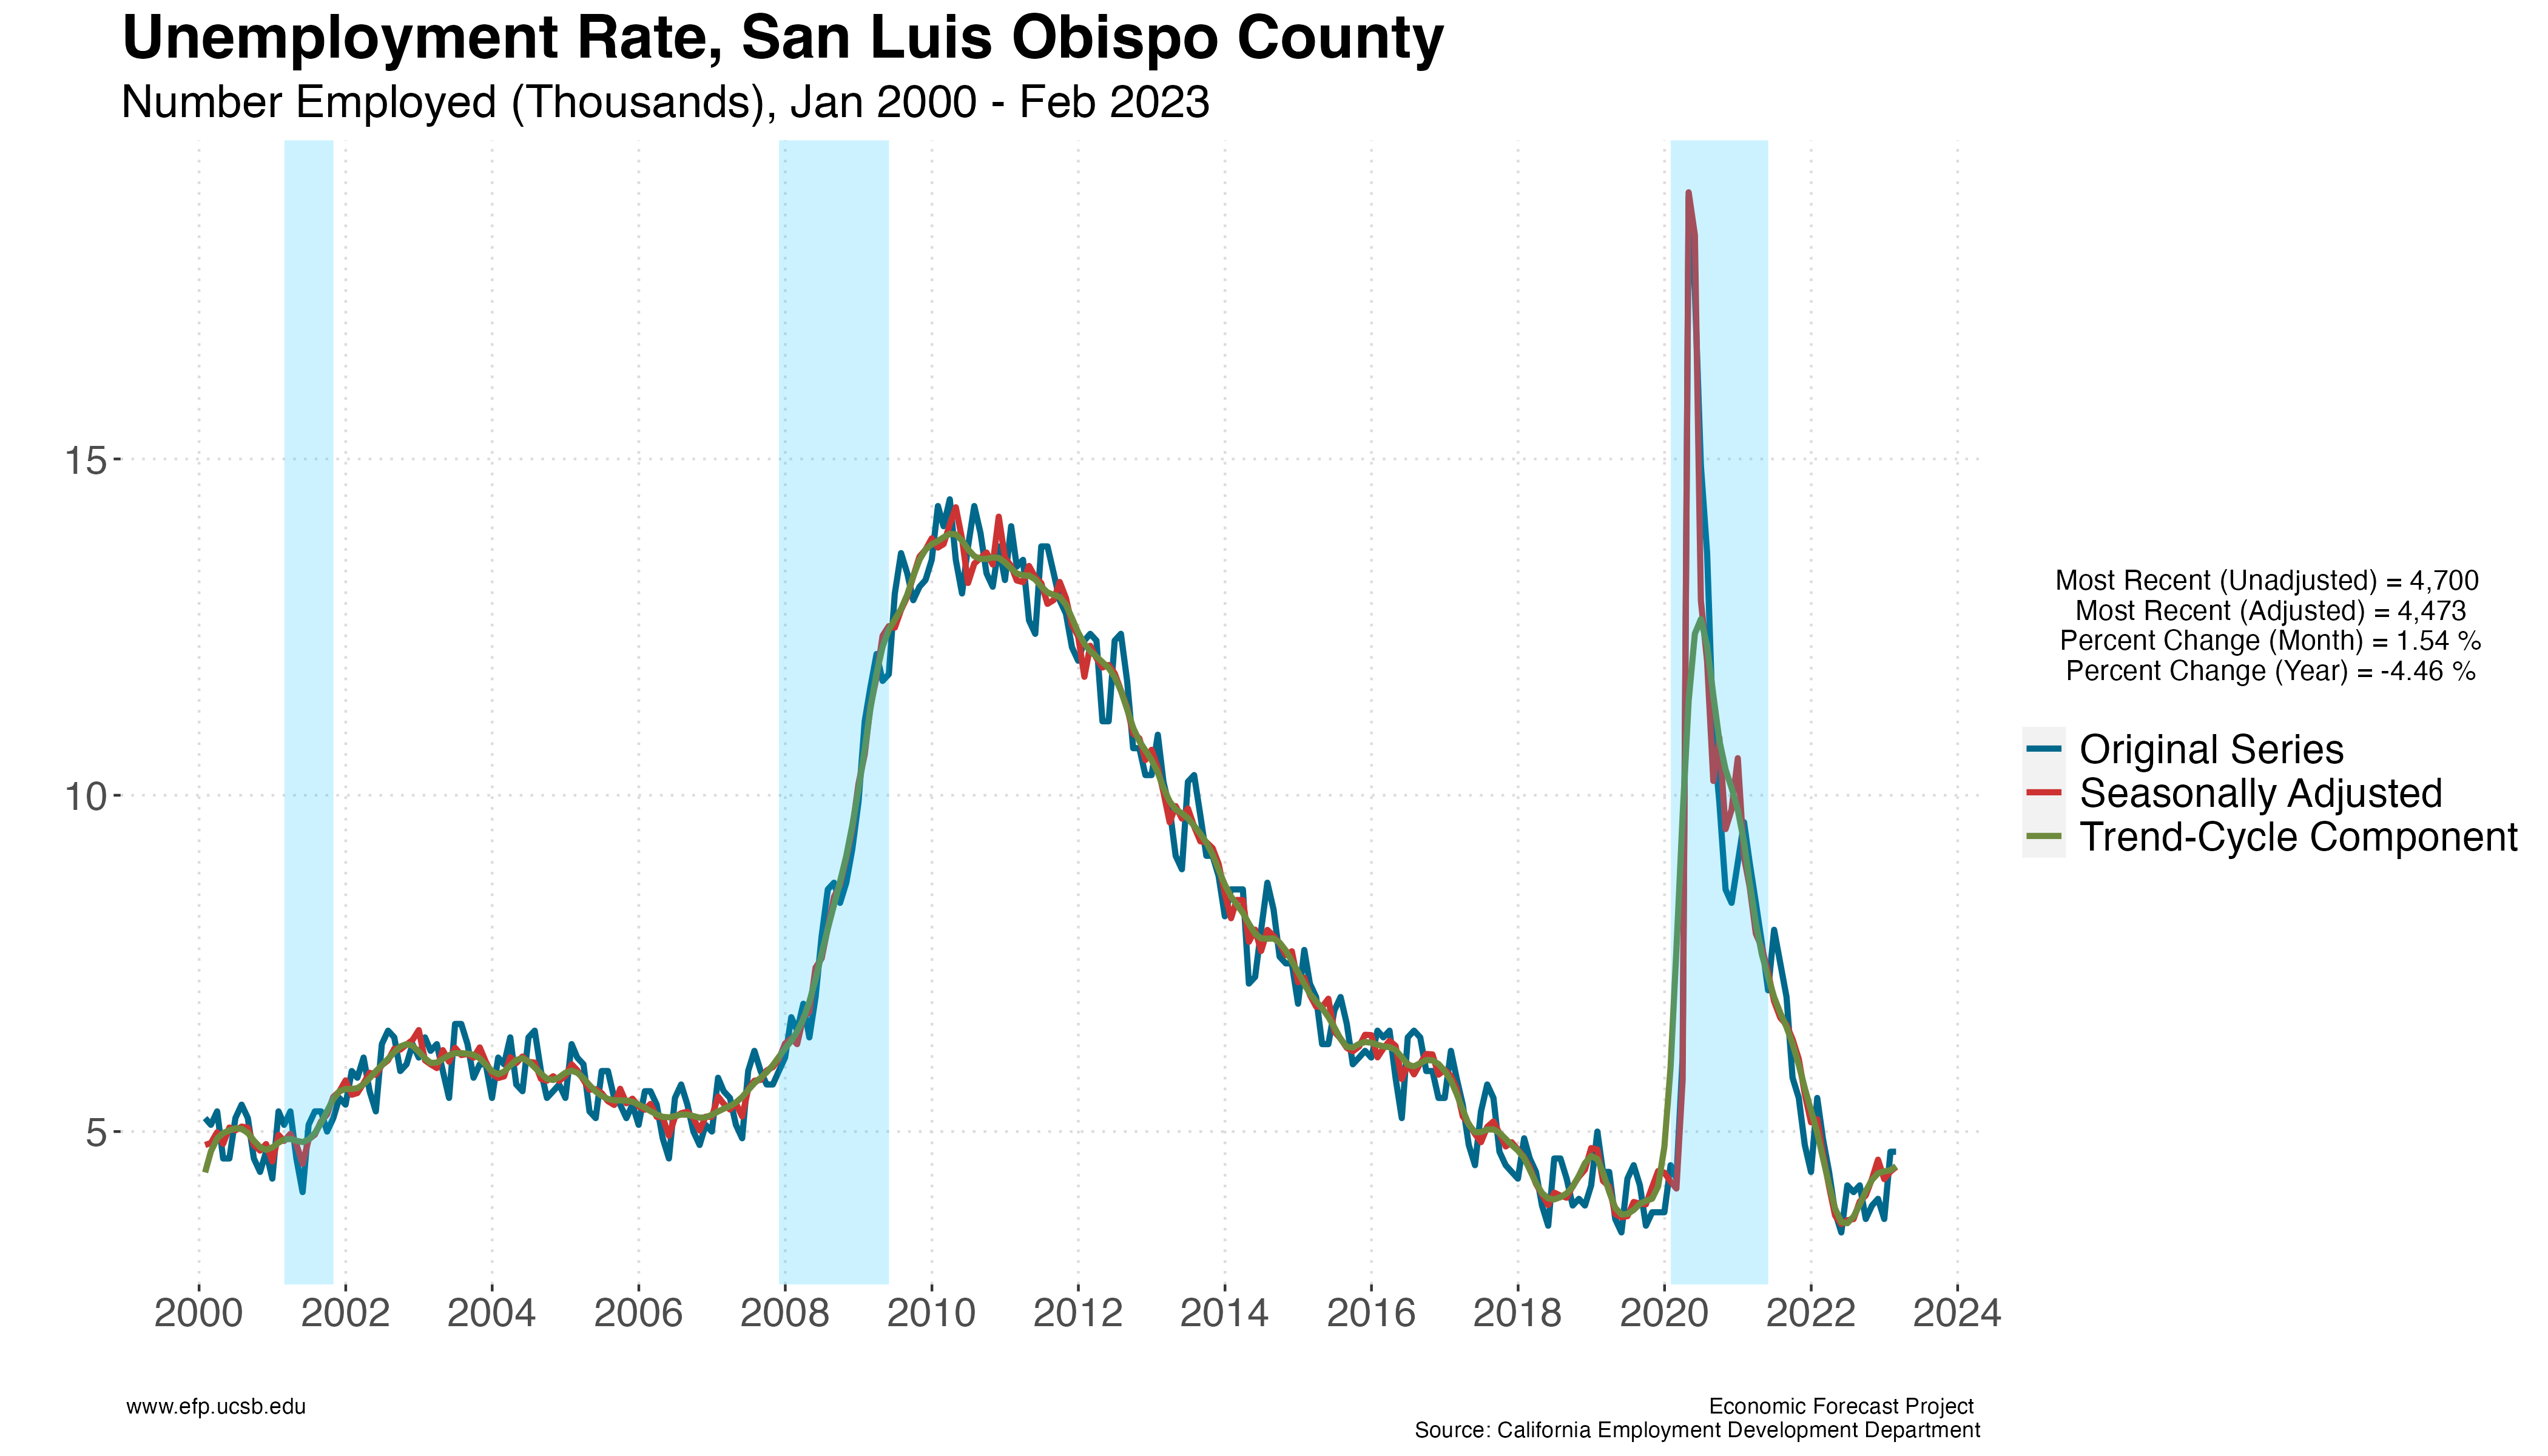 Unemployment Rate, San Luis Obispo County
Number Employed (Thousands), Jan 2000 - Feb 2023
15
10
5
2000 2002 2004 2006 2008 2010 2012 2014 2016 2018 2020 2022 2024
Most Recent (Unadjusted) = 4,700
Most Recent (Adjusted) = 4,473
Percent Change (Month) = 1.54 %
Percent Change (Year) = -4.46 %
Original Series
Seasonally Adjusted
Trend-Cycle Component
www.efp.ucsb.edu
Economic Forecast Project
Source: California Employment Development Department